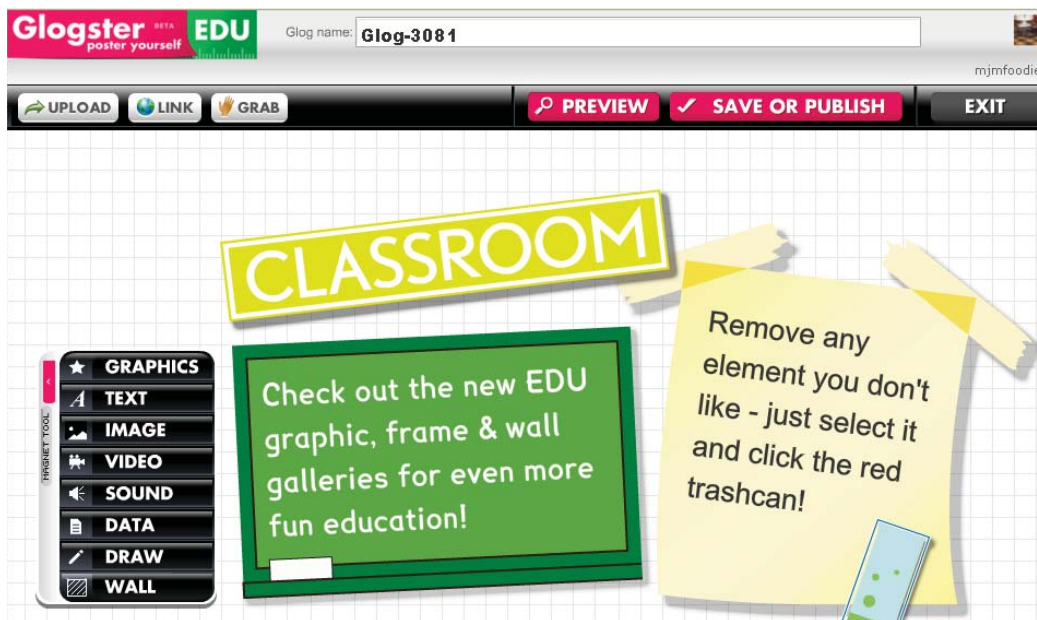 Glogster BETA EDU
poster yourself
Glog name: Glog-3081
mjmfoodie
UPLOAD LINK GRAB PREVIEW SAVE OR PUBLISH EXIT
CLASSROOM
MAGNET TOOL
GRAPHICS
TEXT
IMAGE
VIDEO
SOUND
DATA
DRAW
WALL
Check out the new EDU
graphic, frame & wall
galleries for even more
fun education!
Remove any
element you don't
like - just select it
and click the red
trashcan!